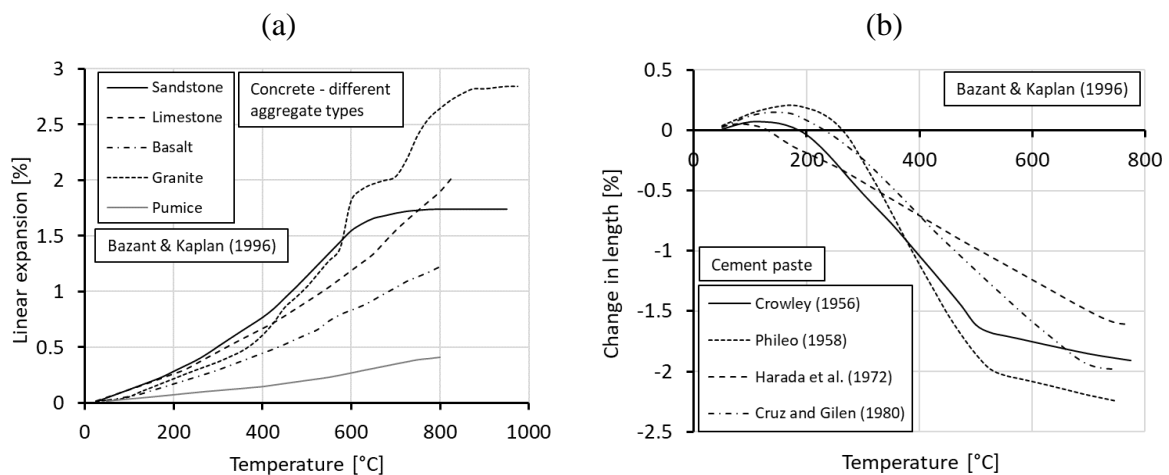 (a)
Linear expansion [%]
3
2.5
2
1.5
1
0.5
0
Sandstone
Limestone
Basalt
Granite
Pumice
Concrete - different
aggregate types
Bazant & Kaplan (1996)
0 200 400 600 800 1000
Temperature [°C]
(b)
Change in length [%]
0.5
0
-0.5
-1
-1.5
-2
-2.5
Bazant & Kaplan (1996)
0 200 400 600 800
Cement paste
Crowley (1956)
Phileo (1958)
Harada et al. (1972)
Cruz and Gilen (1980)
Temperature [°C]